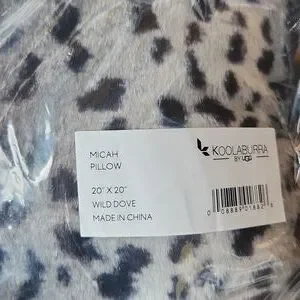 MICAH
PILLOW
KOOLABURRA
BY UGG
20" X 20"
WILD DOVE
MADE IN CHINA